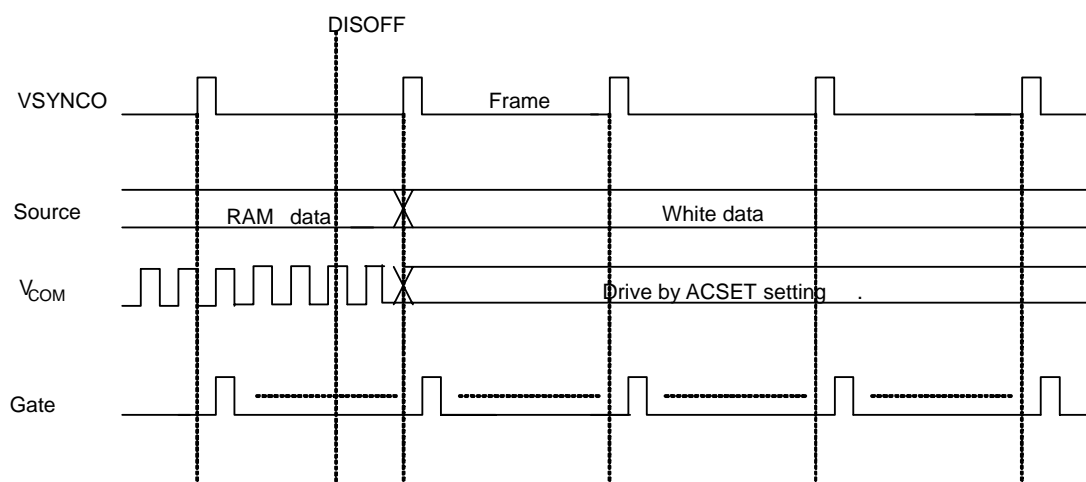 DISOFF
VSYNCO
Frame
Source
RAM data
White data
VCOM
Drive by ACSET setting .
Gate